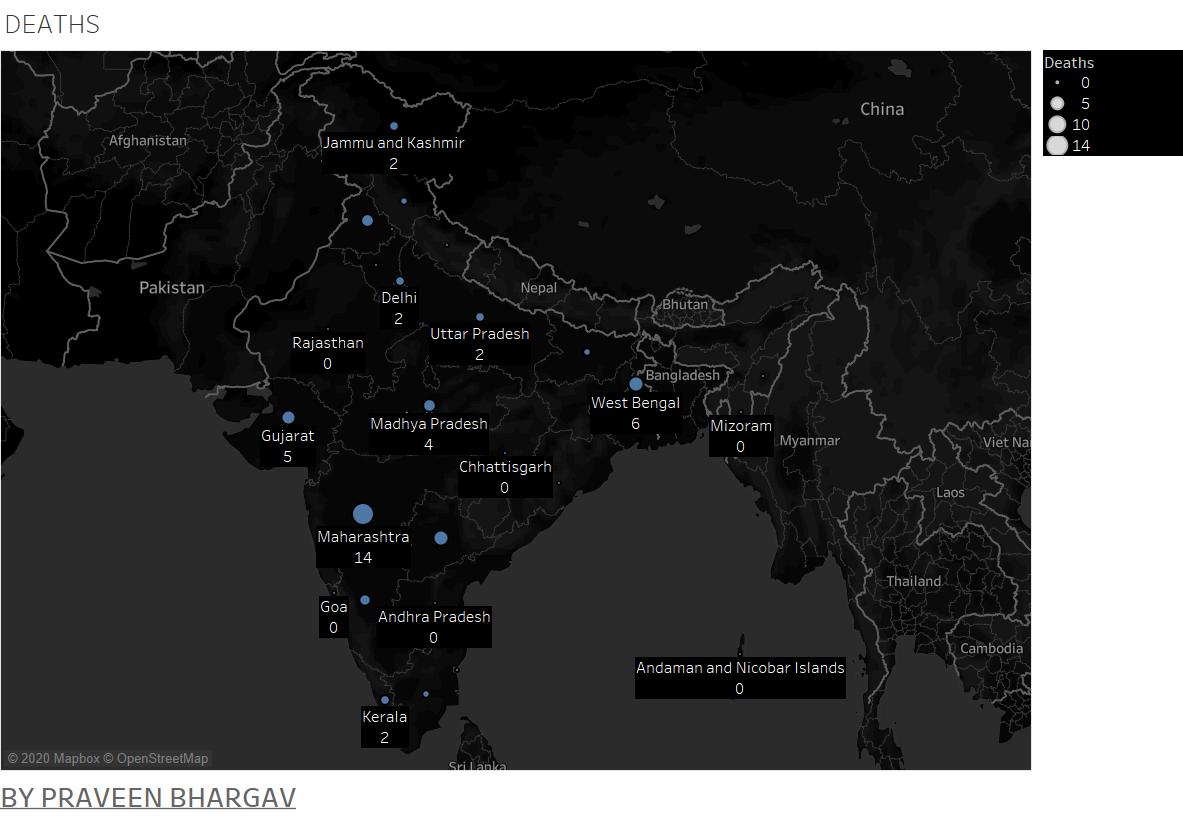 DEATHS
Deaths
0
5
10
14
China
Afghanistan
Jammu and Kashmir
2
Pakistan
Nepal
Delhi
2
Bhutan
Uttar Pradesh
2
Rajasthan
0
Bangladesh
West Bengal
6
Madhya Pradesh
4
Gujarat
5
Mizoram
0
Myanmar
Viet Na
Chhattisgarh
0
Laos
Maharashtra
14
Thailand
Goa
0
Andhra Pradesh
0
Cambodia
Andaman and Nicobar Islands
0
Kerala
2
© 2020 Mapbox © OpenStreetMap
Sri Lanka
BY PRAVEEN BHARGAV